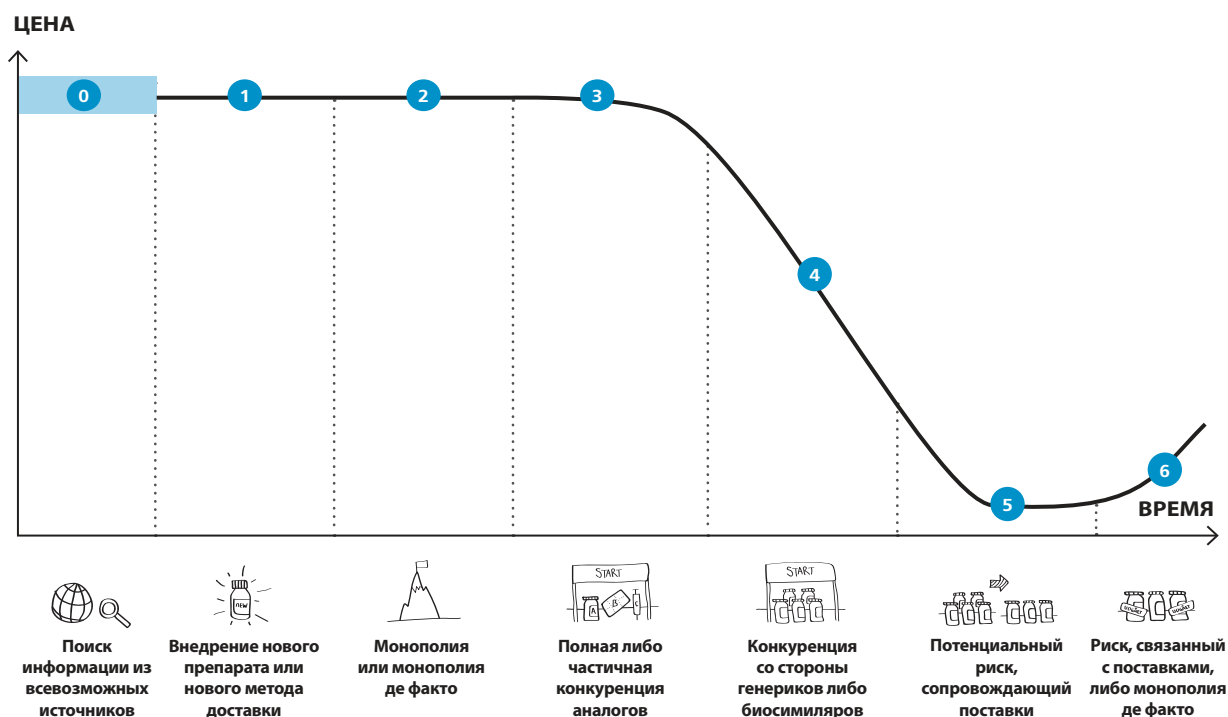 ЦЕНА
0
1
2
3
4
5
6
ВРЕМЯ
NEW
START
A
B
C
START
Поиск
информации из
всевозможных
источников
Внедрение нового
препарата или
нового метода
доставки
Монополия
или монополия
де факто
Полная либо
частичная
конкуренция
аналогов
Конкуренция
со стороны
генериков либо
биосимиляров
Потенциальный
риск,
сопровождающий
поставки
Риск, связанный
с поставками,
либо монополия
де факто